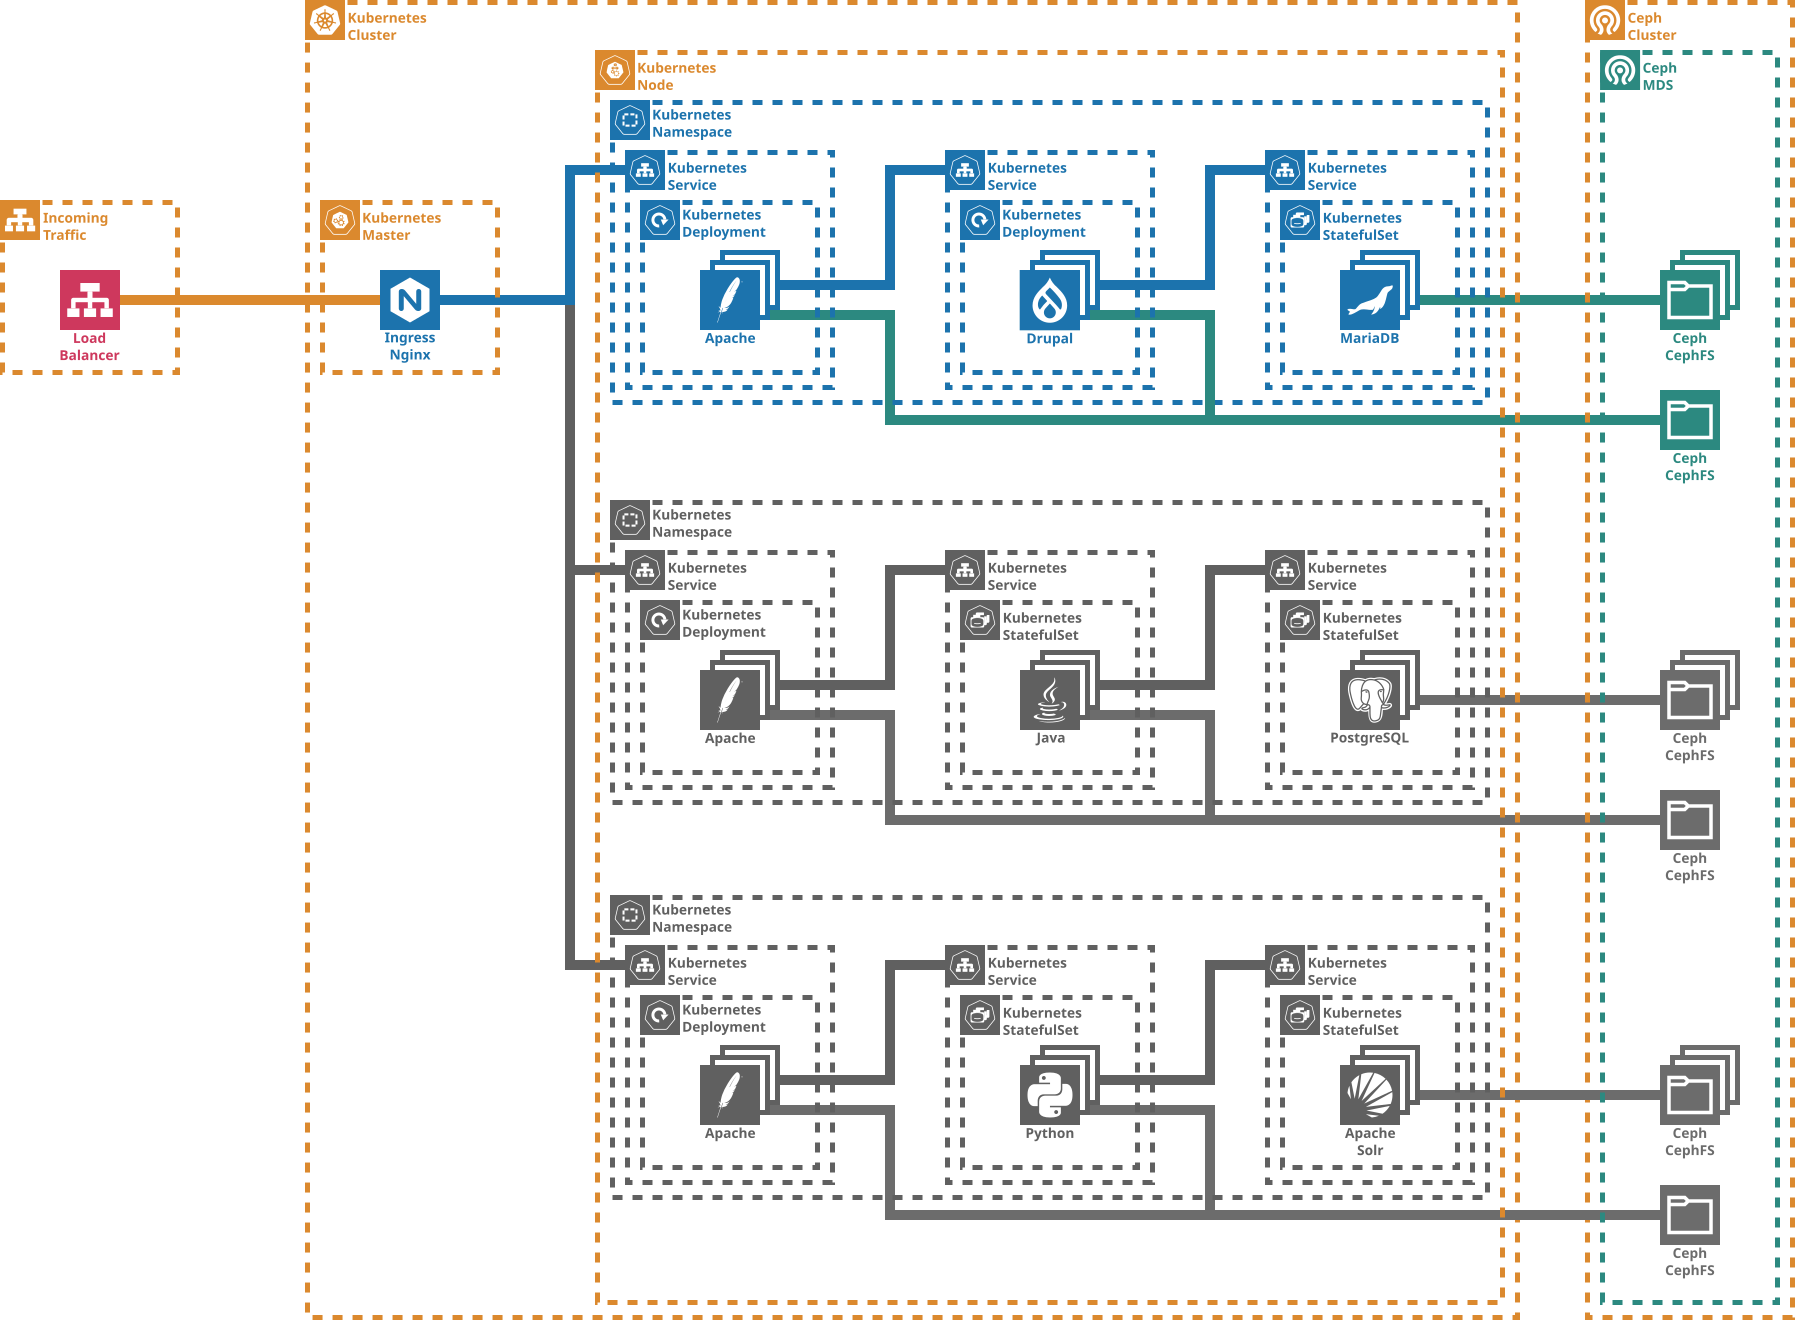 Kubernetes
Cluster
Ceph
Cluster
Kubernetes
Node
Ceph
MDS
Kubernetes
Namespace
Kubernetes
Service
Kubernetes
Service
Kubernetes
Service
Incoming
Traffic
Kubernetes
Master
Kubernetes
Deployment
Kubernetes
Deployment
Kubernetes
StatefulSet
Load
Balancer
Ingress
Nginx
Apache
Drupal
MariaDB
Ceph
CephFS
Ceph
CephFS
Kubernetes
Namespace
Kubernetes
Service
Kubernetes
Service
Kubernetes
Service
Kubernetes
Deployment
Kubernetes
StatefulSet
Kubernetes
StatefulSet
Apache
Java
PostgreSQL
Ceph
CephFS
Ceph
CephFS
Kubernetes
Namespace
Kubernetes
Service
Kubernetes
Service
Kubernetes
Service
Kubernetes
Deployment
Kubernetes
StatefulSet
Kubernetes
StatefulSet
Apache
Python
Apache
Solr
Ceph
CephFS
Ceph
CephFS